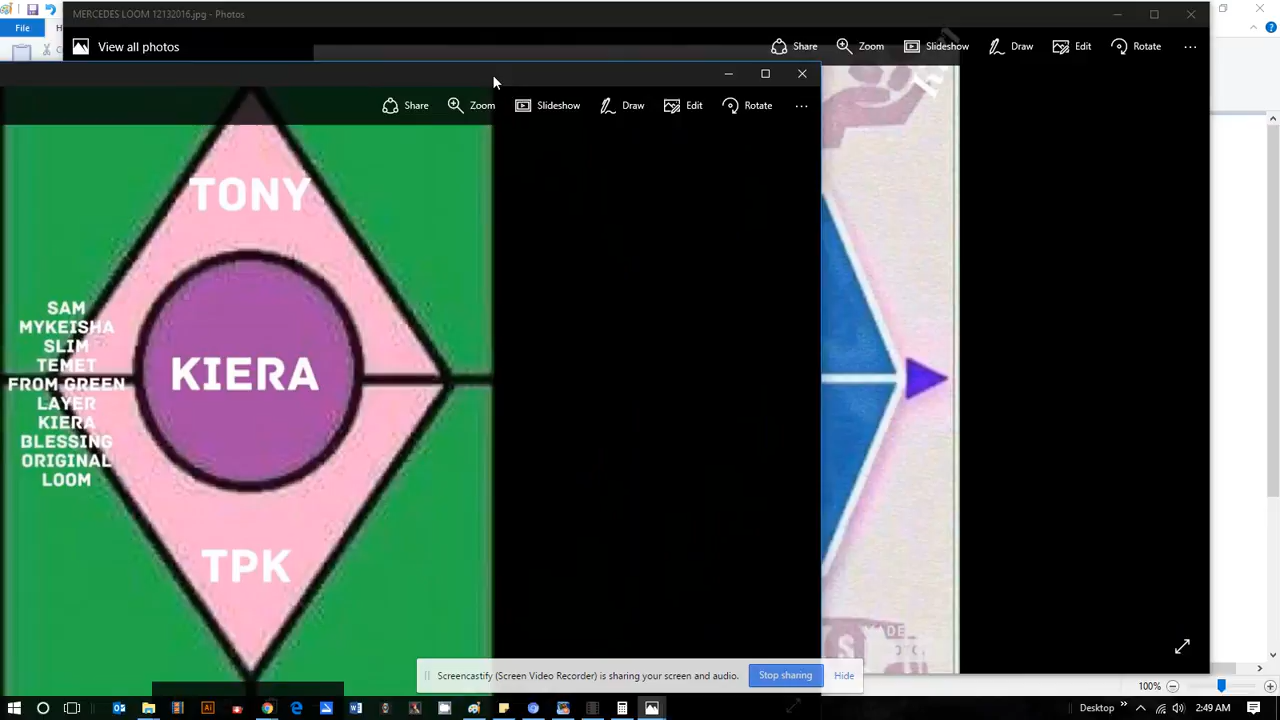 MERCEDES LOOM 12132016.jpg - Photos
File
View all photos
Share
Zoom
Slideshow
Draw
Edit
Rotate
Share
Zoom
Slideshow
Draw
Edit
Rotate
TONY
KIERA
TPK
SAM
MYKEISHA
SLIM
TEMET
FROM GREEN
LAYER
KIERA
BLESSING
ORIGINAL
LOOM
Screencastify (Screen Video Recorder) is sharing your screen and audio.
Stop sharing
Hide
100%
Desktop
2:49 AM